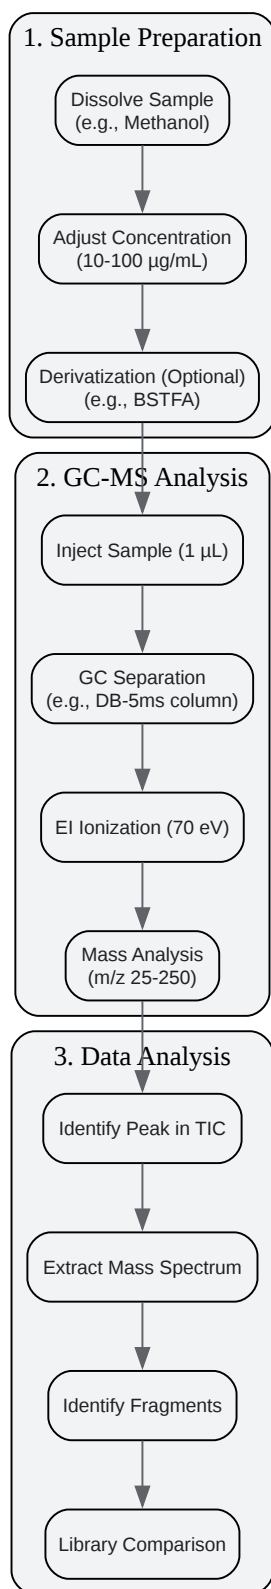 1. Sample Preparation
Dissolve Sample
(e.g., Methanol)
Adjust Concentration
(10-100 µg/mL)
Derivatization (Optional)
(e.g., BSTFA)
2. GC-MS Analysis
Inject Sample (1 µL)
GC Separation
(e.g., DB-5ms column)
EI Ionization (70 eV)
Mass Analysis
(m/z 25-250)
3. Data Analysis
Identify Peak in TIC
Extract Mass Spectrum
Identify Fragments
Library Comparison